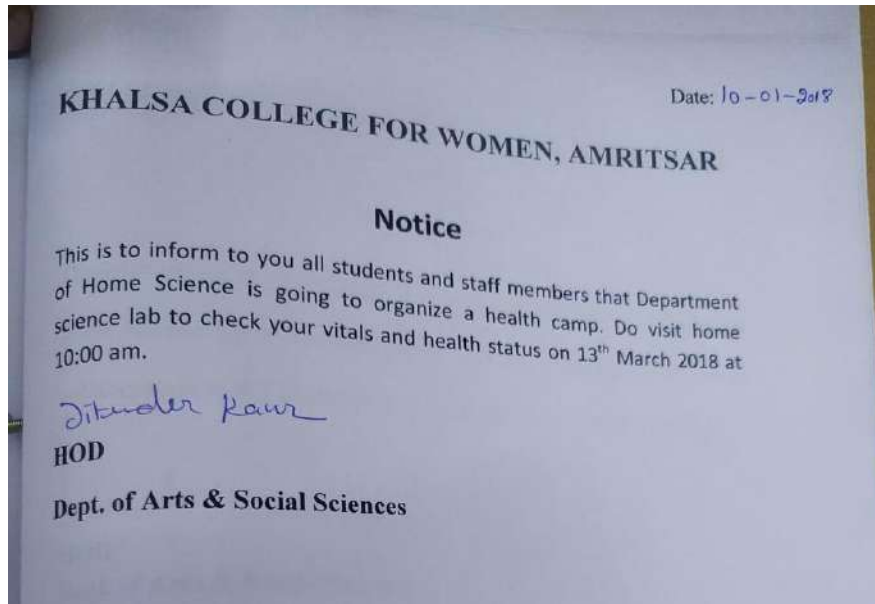 Date: 10-01-2018
KHALSA COLLEGE FOR WOMEN, AMRITSAR
Notice
This is to inform to you all students and staff members that Department
of Home Science is going to organize a health camp. Do visit home
science lab to check your vitals and health status on 13th March 2018 at
10:00 am.
Jitender Kaur
HOD
Dept. of Arts & Social Sciences